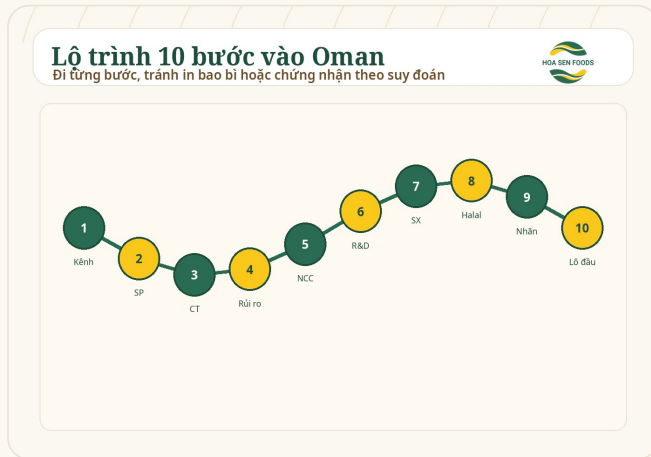 Lộ trình 10 bước vào Oman
Đi từng bước, tránh in bao bì hoặc chứng nhận theo suy đoán
HOA SEN FOODS
1
Kênh
2
SP
3
CT
4
Rủi ro
5
NCC
6
R&D
7
SX
8
Halal
9
Nhãn
10
Lô đầu